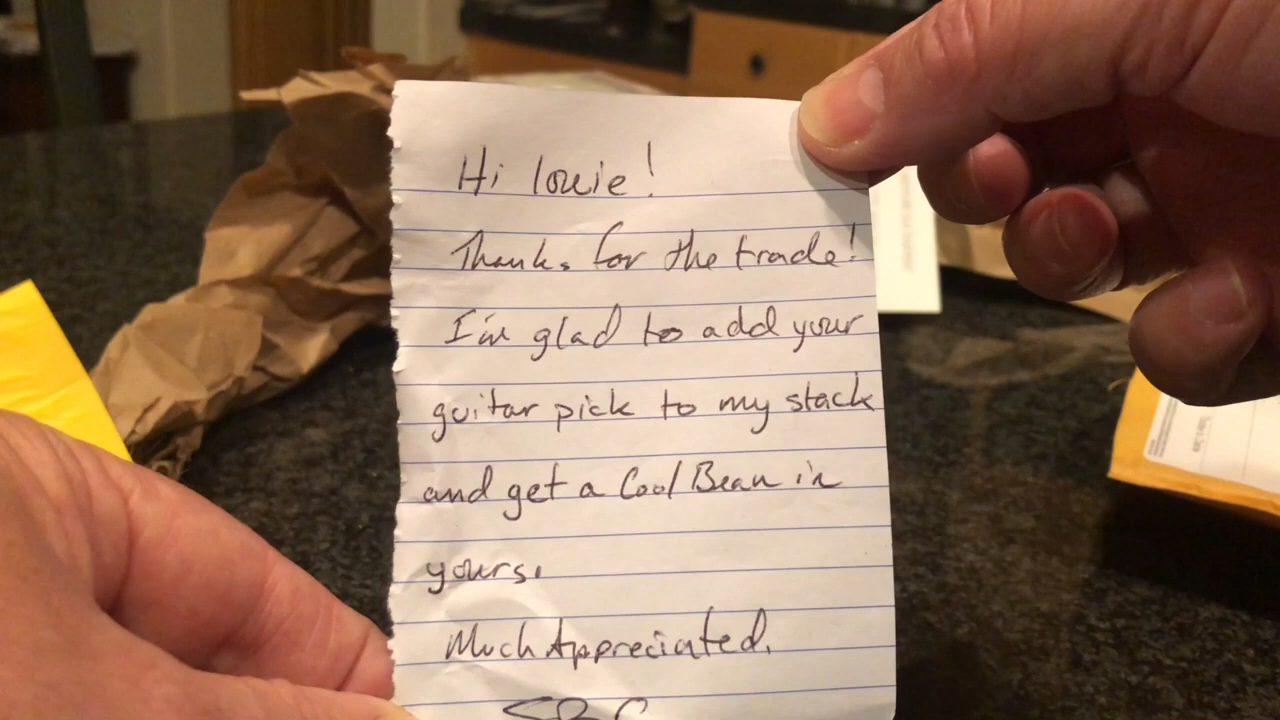 Hi louie!
Thanks for the trade!
I'm glad to add your
guitar pick to my stack
and get a Cool Bean in
yours.
Much Appreciated.